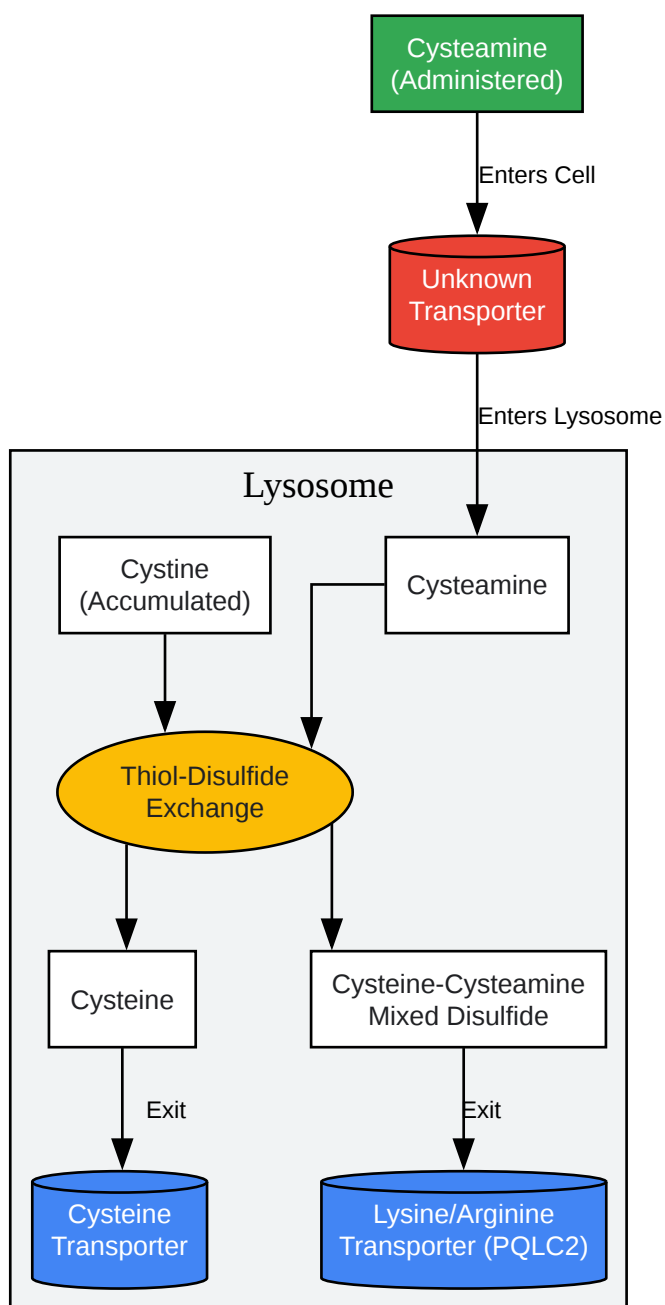 Cysteamine
(Administered)
Enters Cell
Unknown
Transporter
Enters Lysosome
Lysosome
Cystine
(Accumulated)
Cysteamine
Thiol-Disulfide
Exchange
Cysteine
Cysteine-Cysteamine
Mixed Disulfide
Exit
Exit
Cysteine
Transporter
Lysine/Arginine
Transporter (PQLC2)